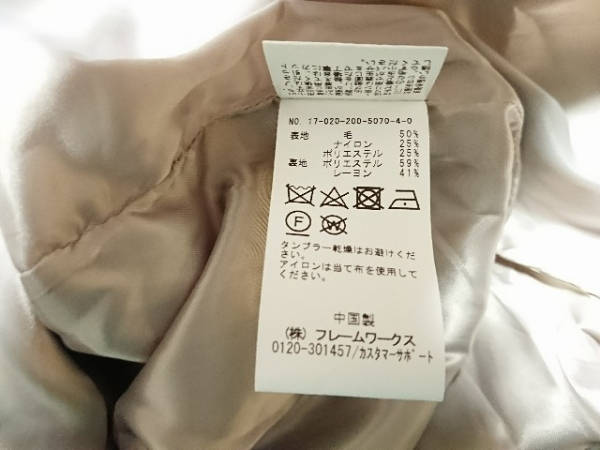 NO. 17-020-200-5070-4-0
表地 毛 50%
ナイロン 25%
ポリエステル 25%
裏地 ポリエステル 59%
レーヨン 41%
F
W
タンブラー乾燥はお避けくだ
さい。
アイロンは当て布を使用して
ください。
中国製
(株) フレームワークス
0120-301457/カスタマーサポート